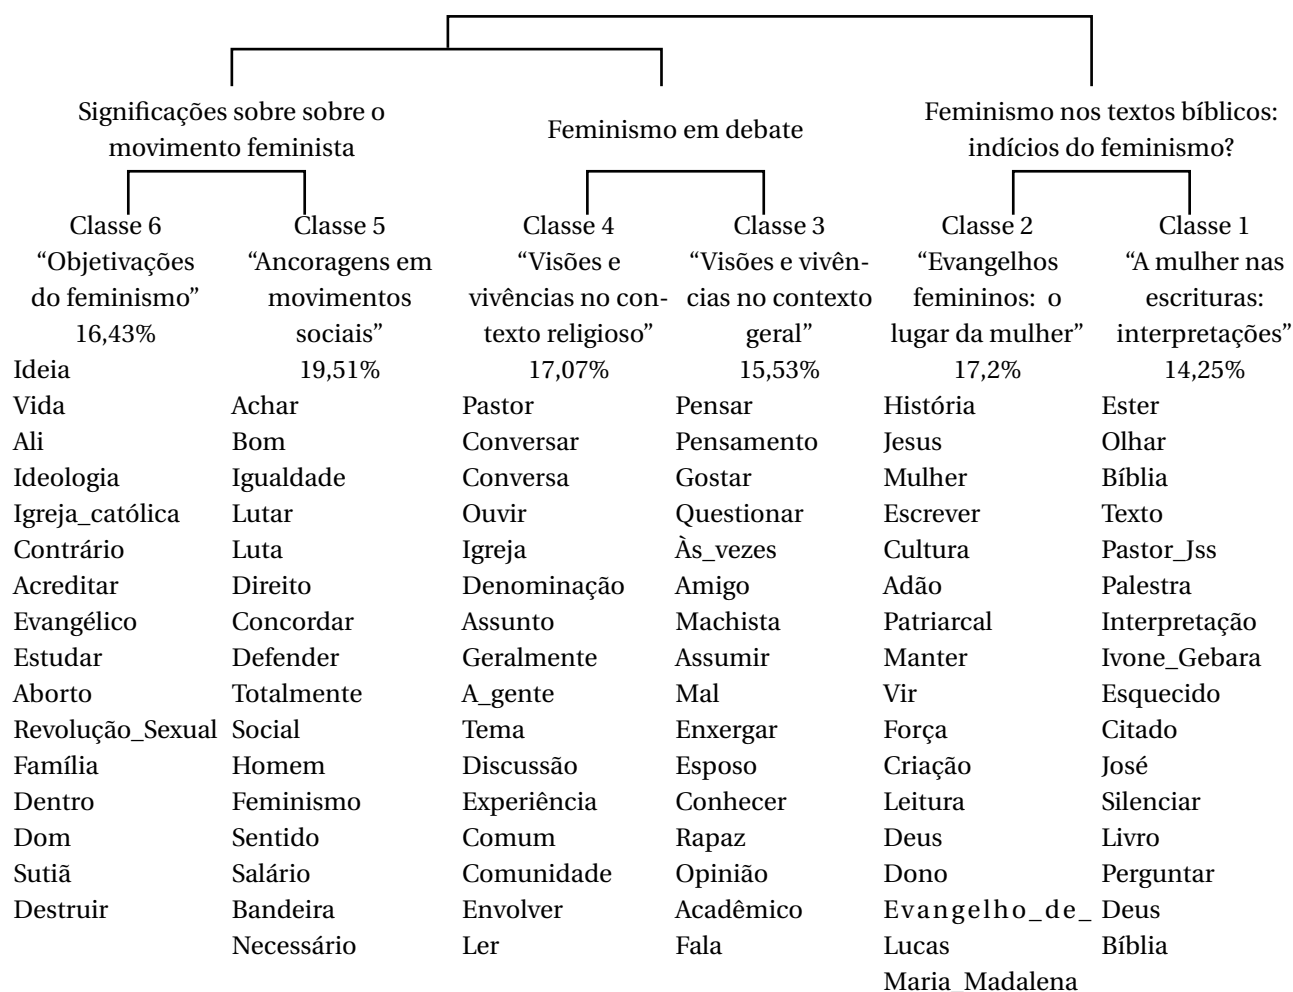 Significações sobre sobre o
movimento feminista
Feminismo em debate
Feminismo nos textos bíblicos:
indícios do feminismo?
Classe 6
“Objetivações
do feminismo”
16,43%
Ideia
Vida
Ali
Ideologia
Igreja_católica
Contrário
Acreditar
Evangélico
Estudar
Aborto
Revolução_Sexual
Família
Dentro
Dom
Sutiã
Destruir
Classe 5
“Ancoragens em
movimentos
sociais”
19,51%
Achar
Bom
Igualdade
Lutar
Luta
Direito
Concordar
Defender
Totalmente
Social
Homem
Feminismo
Sentido
Salário
Bandeira
Necessário
Classe 4
“Visões e
vivências no con-
texto religioso”
17,07%
Pastor
Conversar
Conversa
Ouvir
Igreja
Denominação
Assunto
Geralmente
A_gente
Tema
Discussão
Experiência
Comum
Comunidade
Envolver
Ler
Classe 3
“Visões e vivên-
cias no contexto
geral”
15,53%
Pensar
Pensamento
Gostar
Questionar
Às_vezes
Amigo
Machista
Assumir
Mal
Enxergar
Esposo
Conhecer
Rapaz
Opinião
Acadêmico
Fala
Classe 2
“Evangelhos
femininos: o
lugar da mulher”
17,2%
História
Jesus
Mulher
Escrever
Cultura
Adão
Patriarcal
Manter
Vir
Força
Criação
Leitura
Deus
Dono
Evangelho_de_
Lucas
Maria_Madalena
Classe 1
“A mulher nas
escrituras:
interpretações”
14,25%
Ester
Olhar
Bíblia
Texto
Pastor_Jss
Palestra
Interpretação
Ivone_Gebara
Esquecido
Citado
José
Silenciar
Livro
Perguntar
Deus
Bíblia